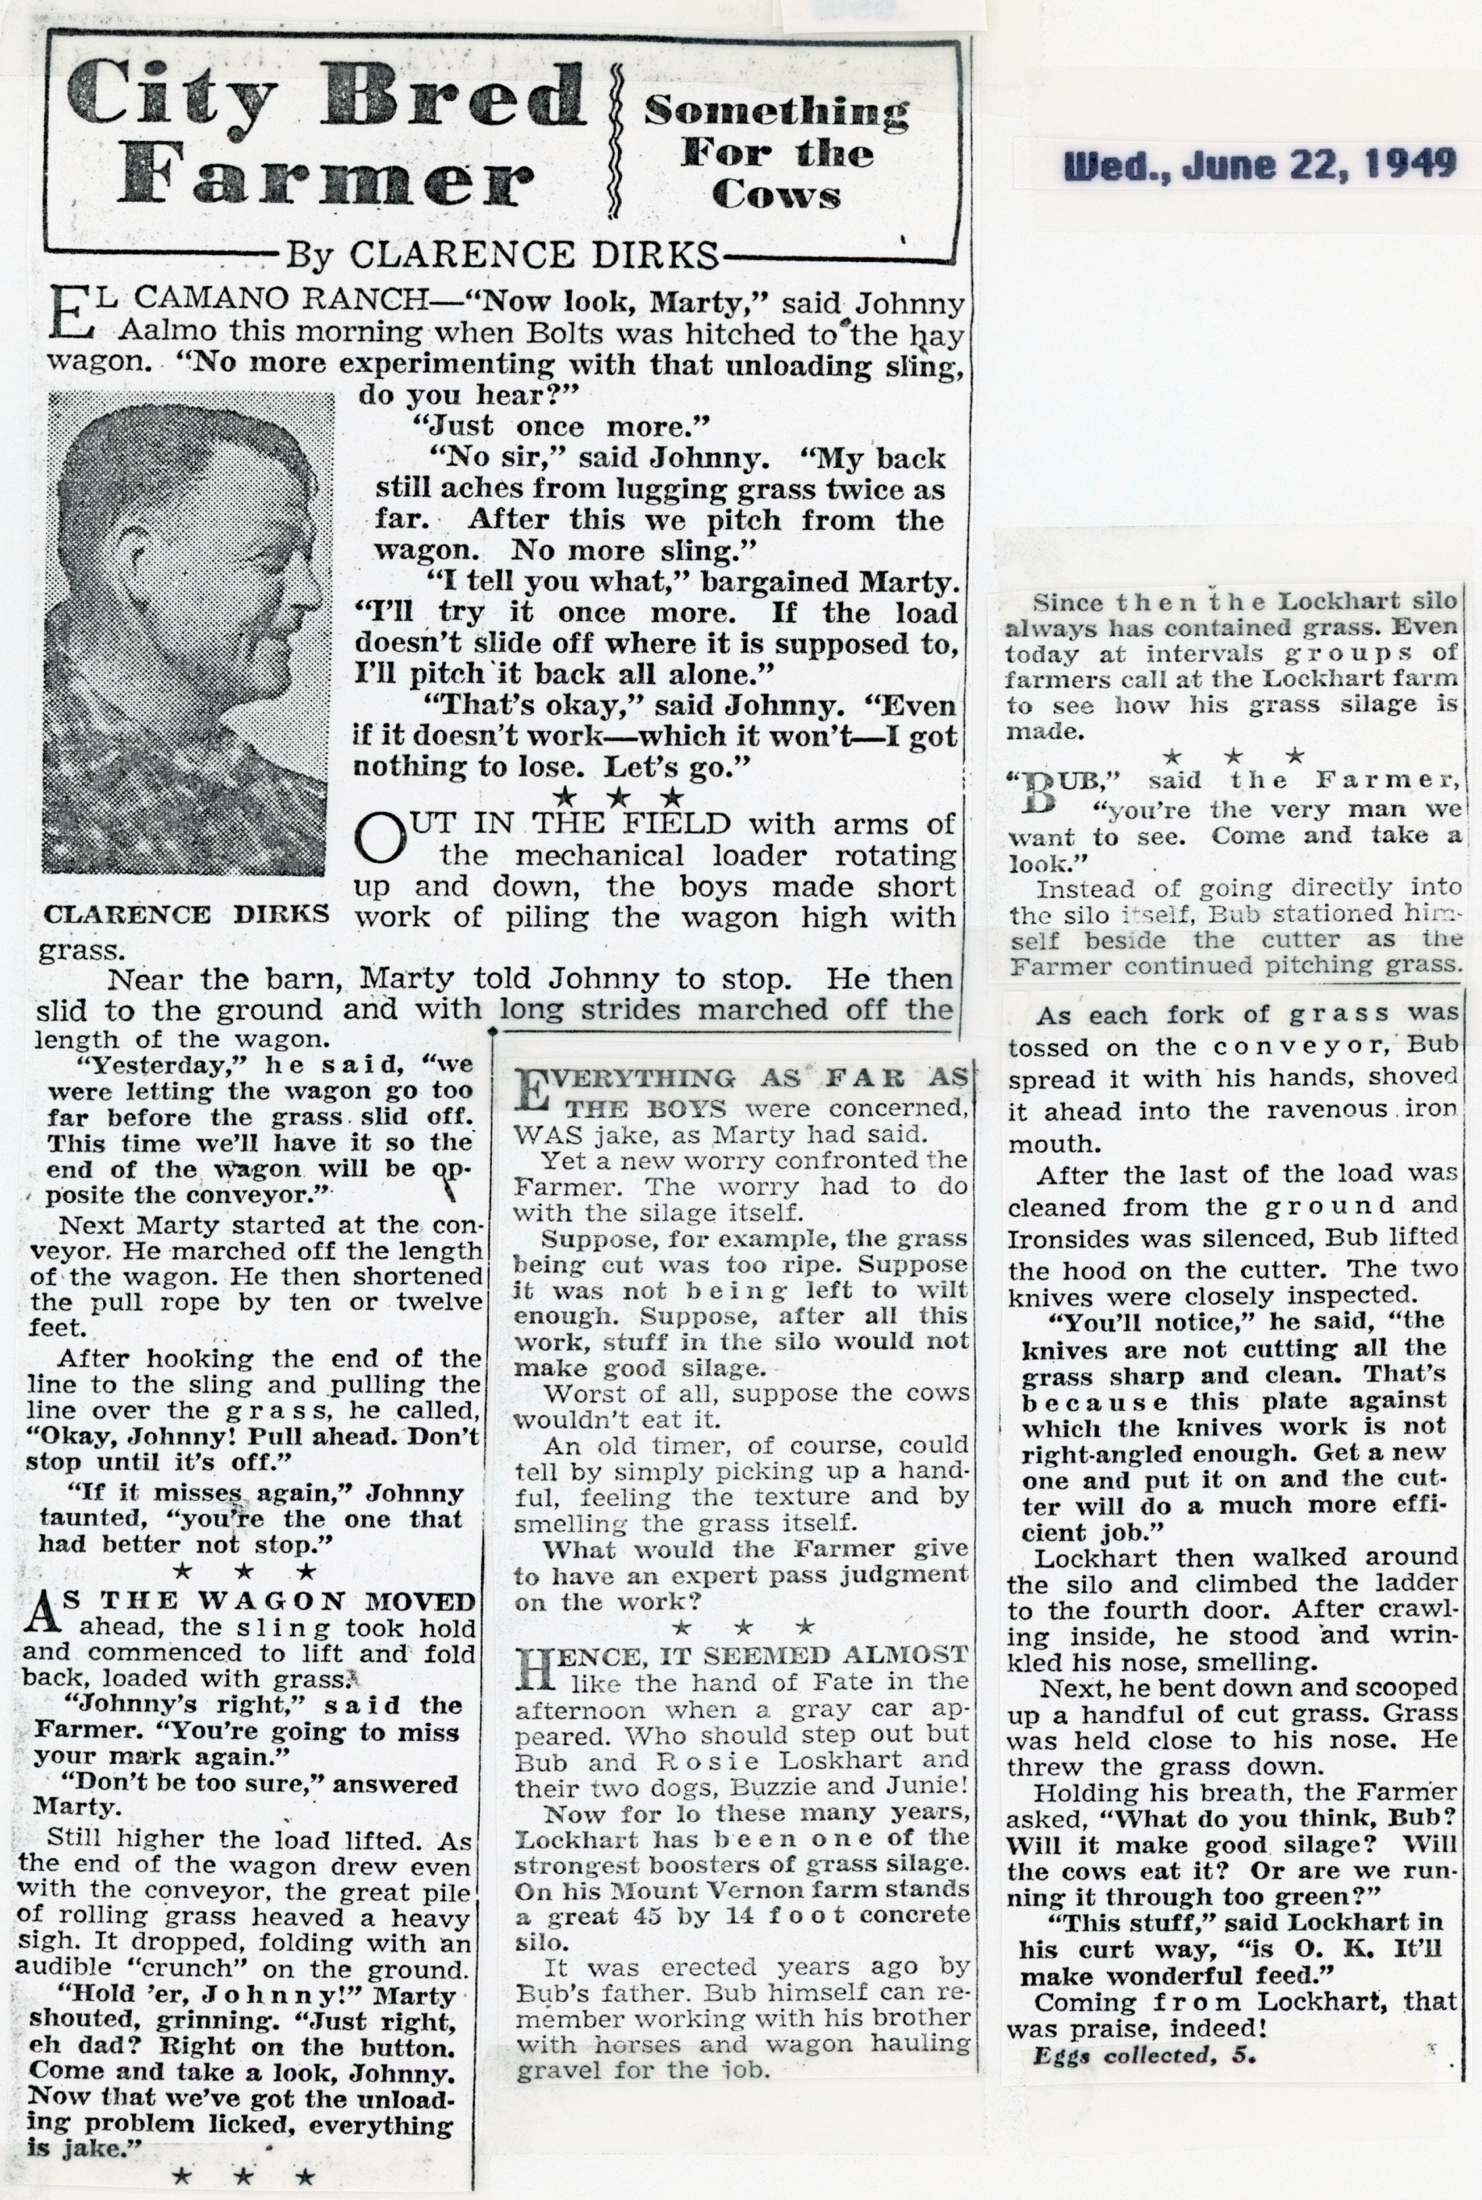 City Bred
Farmer
Something
For the
Cows
By CLARENCE DIRKS
Wed., June 22, 1949
EL CAMANO RANCH—“Now look, Marty,” said Johnny
Aalmo this morning when Bolts was hitched to the hay
wagon. “No more experimenting with that unloading sling,
do you hear?”
“Just once more.”
“No sir,” said Johnny. “My back
still aches from lugging grass twice as
far. After this we pitch from the
wagon. No more sling.”
“I tell you what,” bargained Marty.
“I’ll try it once more. If the load
doesn’t slide off where it is supposed to,
I’ll pitch it back all alone.”
“That’s okay,” said Johnny. “Even
if it doesn’t work—which it won’t—I got
nothing to lose. Let’s go.”
★ ★ ★
OUT IN THE FIELD with arms of
the mechanical loader rotating
up and down, the boys made short
CLARENCE DIRKS
work of piling the wagon high with
grass.
Near the barn, Marty told Johnny to stop. He then
slid to the ground and with long strides marched off the
length of the wagon.
“Yesterday,” he said, “we
were letting the wagon go too
far before the grass slid off.
This time we’ll have it so the
end of the wagon will be op-
posite the conveyor.”
Next Marty started at the con-
veyor. He marched off the length
of the wagon. He then shortened
the pull rope by ten or twelve
feet.
After hooking the end of the
line to the sling and pulling the
line over the grass, he called,
“Okay, Johnny! Pull ahead. Don’t
stop until it’s off.”
“If it misses again,” Johnny
taunted, “you’re the one that
had better not stop.”
★ ★ ★
AS THE WAGON MOVED
ahead, the sling took hold
and commenced to lift and fold
back, loaded with grass.
“Johnny’s right,” said the
Farmer. “You’re going to miss
your mark again.”
“Don’t be too sure,” answered
Marty.
Still higher the load lifted. As
the end of the wagon drew even
with the conveyor, the great pile
of rolling grass heaved a heavy
sigh. It dropped, folding with an
audible “crunch” on the ground.
“Hold ’er, Johnny!” Marty
shouted, grinning. “Just right,
eh dad? Right on the button.
Come and take a look, Johnny.
Now that we’ve got the unload-
ing problem licked, everything
is jake.”
★ ★ ★
EVERYTHING AS FAR AS
THE BOYS were concerned,
WAS jake, as Marty had said.
Yet a new worry confronted the
Farmer. The worry had to do
with the silage itself.
Suppose, for example, the grass
being cut was too ripe. Suppose
it was not being left to wilt
enough. Suppose, after all this
work, stuff in the silo would not
make good silage.
Worst of all, suppose the cows
wouldn’t eat it.
An old timer, of course, could
tell by simply picking up a hand-
ful, feeling the texture and by
smelling the grass itself.
What would the Farmer give
to have an expert pass judgment
on the work?
★ ★ ★
HENCE, IT SEEMED ALMOST
like the hand of Fate in the
afternoon when a gray car ap-
peared. Who should step out but
Bub and Rosie Loskhart and
their two dogs, Buzzie and Junie!
Now for lo these many years,
Lockhart has been one of the
strongest boosters of grass silage.
On his Mount Vernon farm stands
a great 45 by 14 foot concrete
silo.
It was erected years ago by
Bub’s father. Bub himself can re-
member working with his brother
with horses and wagon hauling
gravel for the job.
Since then the Lockhart silo
always has contained grass. Even
today at intervals groups of
farmers call at the Lockhart farm
to see how his grass silage is
made.
★ ★ ★
“BUB,” said the Farmer,
“you’re the very man we
want to see. Come and take a
look.”
Instead of going directly into
the silo itself, Bub stationed him-
self beside the cutter as the
Farmer continued pitching grass.
As each fork of grass was
tossed on the conveyor, Bub
spread it with his hands, shoved
it ahead into the ravenous iron
mouth.
After the last of the load was
cleaned from the ground and
Ironsides was silenced, Bub lifted
the hood on the cutter. The two
knives were closely inspected.
“You’ll notice,” he said, “the
knives are not cutting all the
grass sharp and clean. That’s
because this plate against
which the knives work is not
right-angled enough. Get a new
one and put it on and the cut-
ter will do a much more effi-
cient job.”
Lockhart then walked around
the silo and climbed the ladder
to the fourth door. After crawl-
ing inside, he stood and wrin-
kled his nose, smelling.
Next, he bent down and scooped
up a handful of cut grass. Grass
was held close to his nose. He
threw the grass down.
Holding his breath, the Farmer
asked, “What do you think, Bub?
Will it make good silage? Will
the cows eat it? Or are we run-
ning it through too green?”
“This stuff,” said Lockhart in
his curt way, “is O. K. It’ll
make wonderful feed.”
Coming from Lockhart, that
was praise, indeed!
Eggs collected, 5.